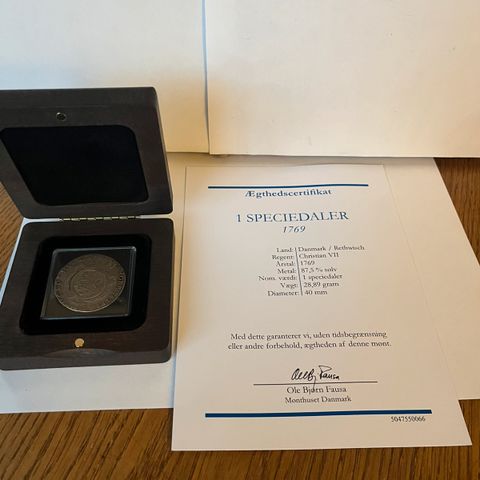 Ægthedscertifikat
1 SPECIEDALER
1769
Land: Danmark / Rethwisch
Regent: Christian VII
Årstal: 1769
Metal: 87,5 % sølv
Nom. værdi: 1 speciedaler
Vægt: 28,89 gram
Diameter: 40 mm
Med dette garanterer vi, uden tidsbegrænsning
eller andre forbehold, ægtheden af denne mønt.
Ole Bjørn Fausa
Mønthuset Danmark
5047550066